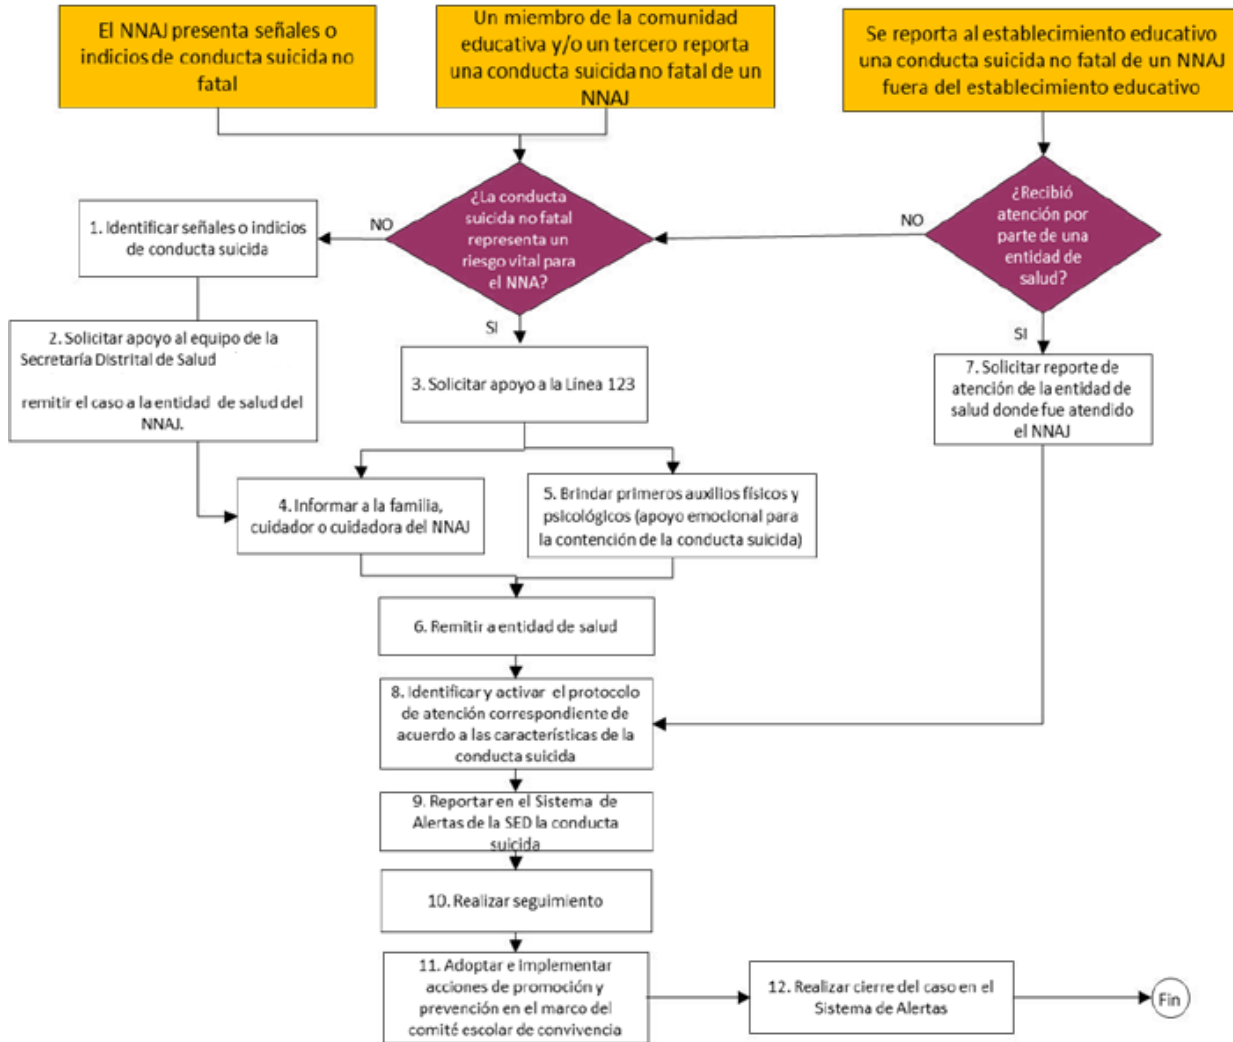 El NNAJ presenta señales o
indicios de conducta suicida no
fatal
Un miembro de la comunidad
educativa y/o un tercero reporta
una conducta suicida no fatal de un
NNAJ
Se reporta al establecimiento educativo
una conducta suicida no fatal de un NNAJ
fuera del establecimiento educativo
¿La conducta
suicida no fatal
representa un
riesgo vital para
el NNA?
¿Recibió
atención por
parte de una
entidad de
salud?
NO
NO
1. Identificar señales o indicios
de conducta suicida
SI
SI
2. Solicitar apoyo al equipo de la
Secretaría Distrital de Salud
remitir el caso a la entidad de salud del
NNAJ.
3. Solicitar apoyo a la Línea 123
7. Solicitar reporte de
atención de la entidad de
salud donde fue atendido
el NNAJ
4. Informar a la familia,
cuidador o cuidadora del NNAJ
5. Brindar primeros auxilios físicos y
psicológicos (apoyo emocional para
la contención de la conducta suicida)
6. Remitir a entidad de salud
8. Identificar y activar el protocolo
de atención correspondiente de
acuerdo a las características de la
conducta suicida
9. Reportar en el Sistema de
Alertas de la SED la conducta
suicida
10. Realizar seguimiento
11. Adoptar e Implementar
acciones de promoción y
prevención en el marco del
comité escolar de convivencia
12. Realizar cierre del caso en el
Sistema de Alertas
Fin